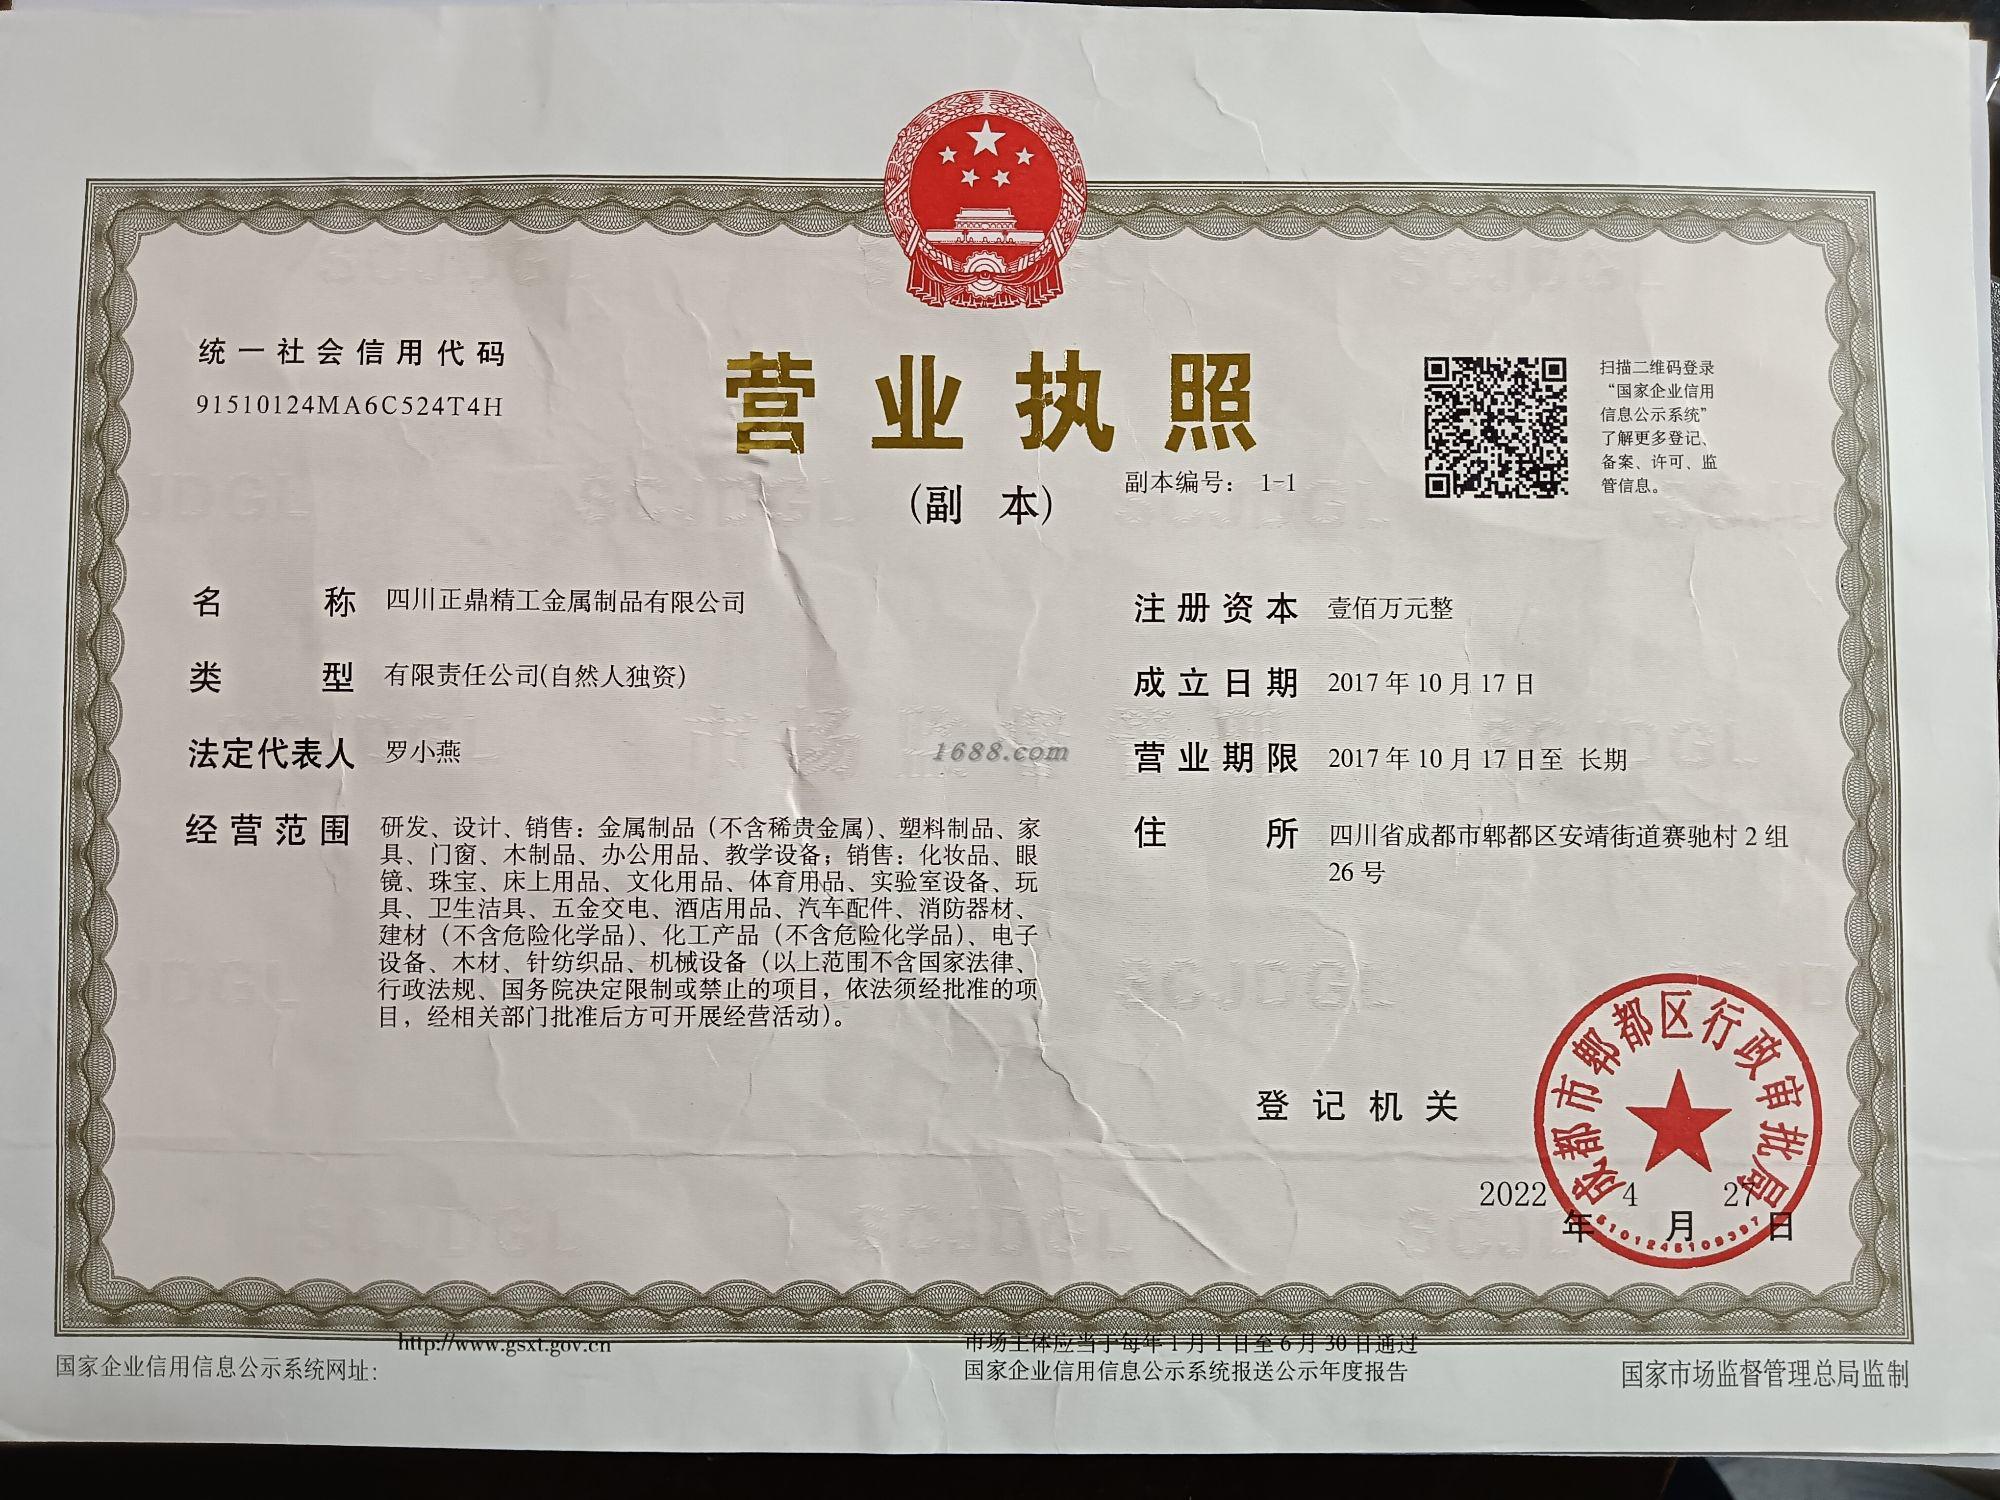 统一社会信用代码
91510124MA6C524T4H
营业执照
(副 本)
副本编号： 1-1
扫描二维码登录
“国家企业信用
信息公示系统”
了解更多登记、
备案、许可、监
管信息。
名 称 四川正鼎精工金属制品有限公司
类 型 有限责任公司(自然人独资)
法定代表人 罗小燕
经营范围 研发、设计、销售：金属制品（不含稀贵金属）、塑料制品、家
具、门窗、木制品、办公用品、教学设备；销售：化妆品、眼
镜、珠宝、床上用品、文化用品、体育用品、实验室设备、玩
具、卫生洁具、五金交电、酒店用品、汽车配件、消防器材、
建材（不含危险化学品）、化工产品（不含危险化学品）、电子
设备、木材、针纺织品、机械设备（以上范围不含国家法律、
行政法规、国务院决定限制或禁止的项目，依法须经批准的项
目，经相关部门批准后方可开展经营活动）。
注册资本 壹佰万元整
成立日期 2017年10月17日
营业期限 2017年10月17日至 长期
住 所 四川省成都市郫都区安靖街道赛驰村2组
26号
1688.com
登记机关
成都市郫都区行政审批局
2022年4月27日
http://www.gsxt.gov.cn
国家企业信用信息公示系统网址：
市场主体应当于每年1月1日至6月30日通过
国家企业信用信息公示系统报送公示年度报告
国家市场监督管理总局监制